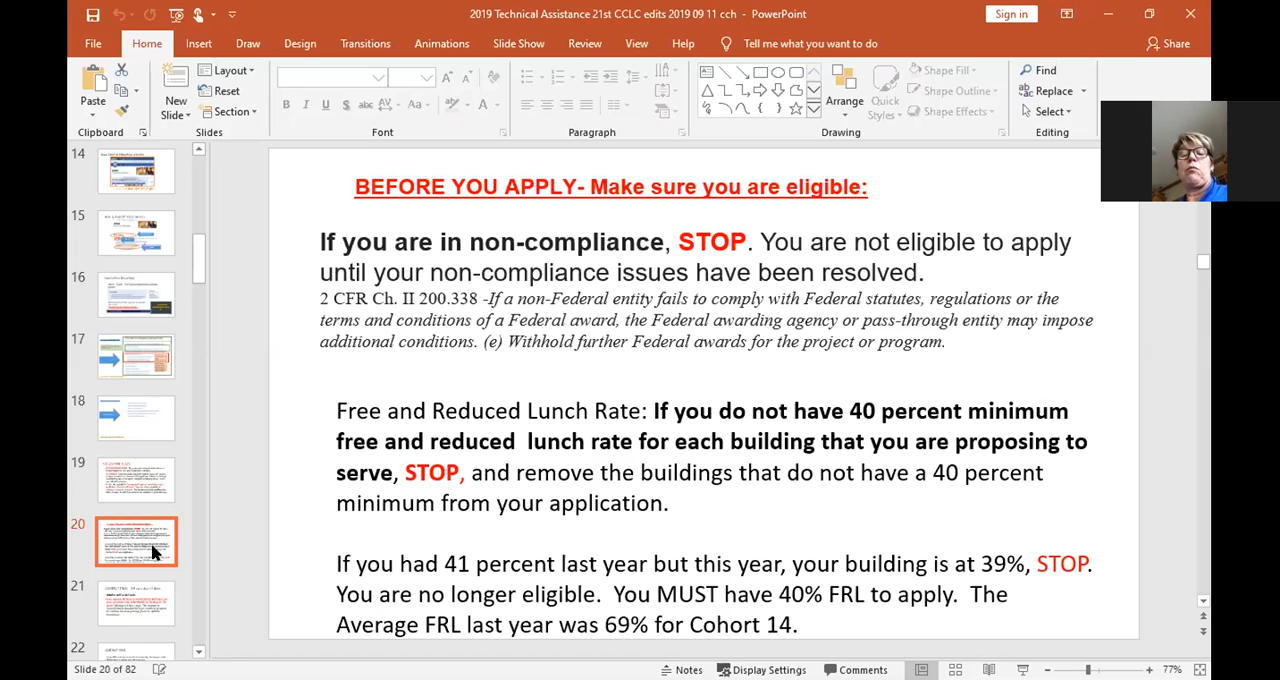 2019 Technical Assistance 21st CCLC edits 2019 09 11 cch - PowerPoint
Sign in
File Home Insert Draw Design Transitions Animations Slide Show Review View Help Tell me what you want to do Share
Paste
New
Slide
Layout
Reset
Section
Arrange
Quick
Styles
Shape Fill
Shape Outline
Shape Effects
Find
Replace
Select
Clipboard Slides Font Paragraph Drawing Editing
14
15
16
17
18
19
20
21
22
BEFORE YOU APPLY- Make sure you are eligible:
If you are in non-compliance, STOP. You are not eligible to apply
until your non-compliance issues have been resolved.
2 CFR Ch. II 200.338 -If a non-Federal entity fails to comply with Federal statutes, regulations or the
terms and conditions of a Federal award, the Federal awarding agency or pass-through entity may impose
additional conditions. (e) Withhold further Federal awards for the project or program.
Free and Reduced Lunch Rate: If you do not have 40 percent minimum
free and reduced lunch rate for each building that you are proposing to
serve, STOP, and remove the buildings that do not have a 40 percent
minimum from your application.
If you had 41 percent last year but this year, your building is at 39%, STOP.
You are no longer eligible. You MUST have 40% FRL to apply. The
Average FRL last year was 69% for Cohort 14.
Slide 20 of 82
Notes Display Settings Comments 77%